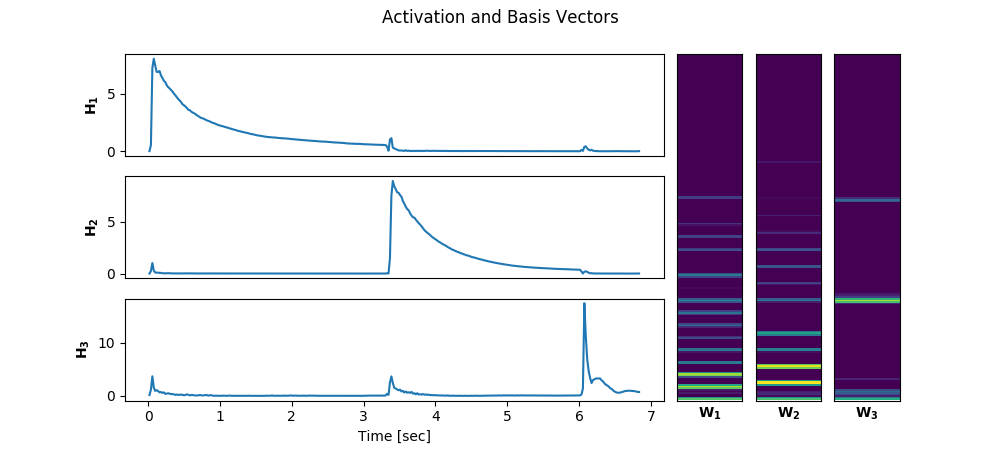 Activation and Basis Vectors
H1
5
0
H2
5
0
H3
10
0
0 1 2 3 4 5 6 7
Time [sec]
W1 W2 W3